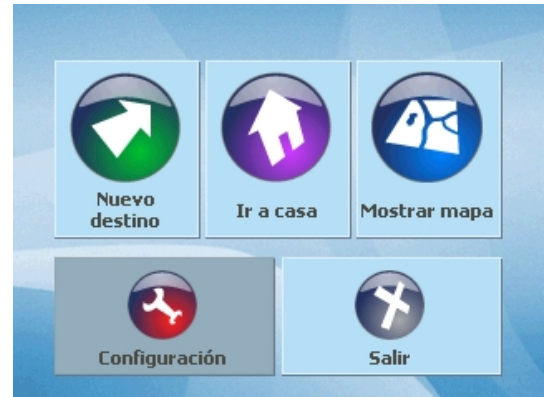 Nuevo
destino
Ir a casa
Mostrar mapa
Configuración
Salir